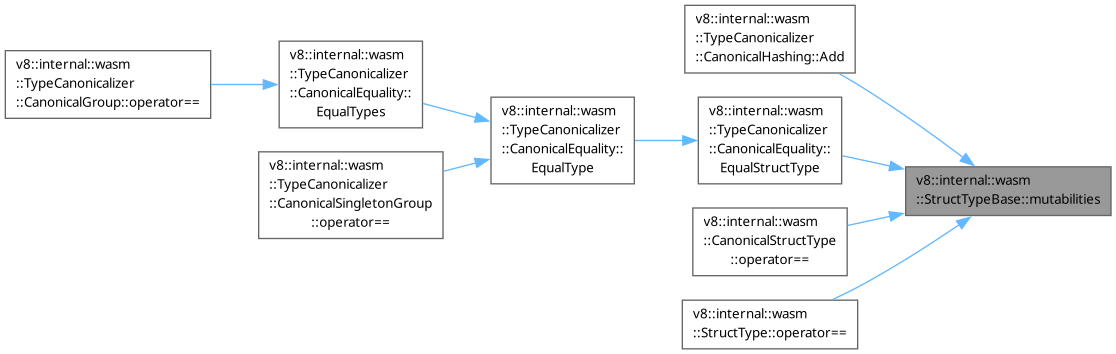 v8::internal::wasm
::TypeCanonicalizer
::CanonicalGroup::operator==
v8::internal::wasm
::TypeCanonicalizer
::CanonicalEquality::
EqualTypes
v8::internal::wasm
::TypeCanonicalizer
::CanonicalSingletonGroup
::operator==
v8::internal::wasm
::TypeCanonicalizer
::CanonicalEquality::
EqualType
v8::internal::wasm
::TypeCanonicalizer
::CanonicalHashing::Add
v8::internal::wasm
::TypeCanonicalizer
::CanonicalEquality::
EqualStructType
v8::internal::wasm
::CanonicalStructType
::operator==
v8::internal::wasm
::StructType::operator==
v8::internal::wasm
::StructTypeBase::mutabilities